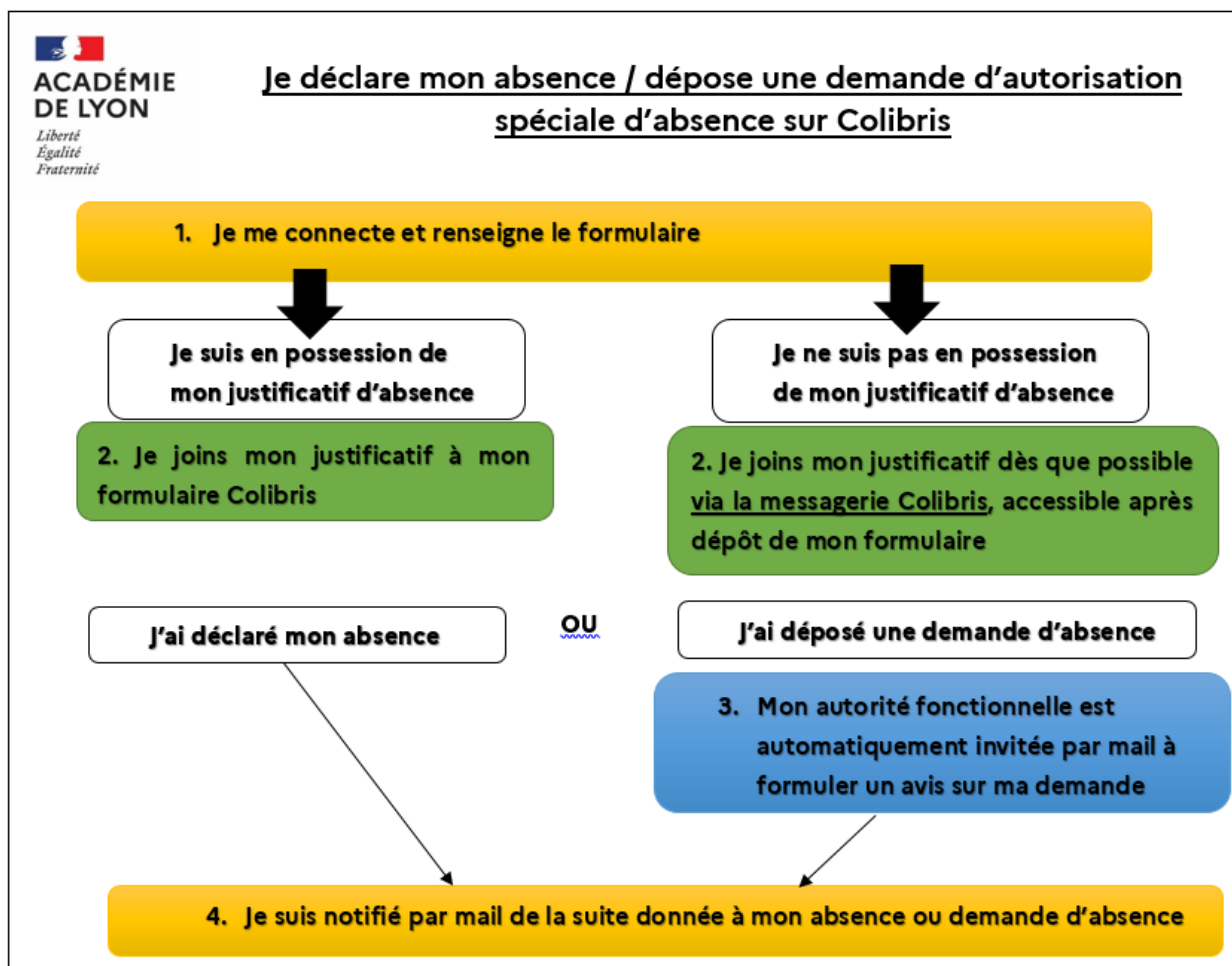 ACADÉMIE
DE LYON
Liberté
Égalité
Fraternité
Je déclare mon absence / dépose une demande d'autorisation
spéciale d'absence sur Colibris
1. Je me connecte et renseigne le formulaire
Je suis en possession de
mon justificatif d'absence
Je ne suis pas en possession
de mon justificatif d'absence
2. Je joins mon justificatif à mon
formulaire Colibris
2. Je joins mon justificatif dès que possible
via la messagerie Colibris, accessible après
dépôt de mon formulaire
J'ai déclaré mon absence
OU
J'ai déposé une demande d'absence
3. Mon autorité fonctionnelle est
automatiquement invitée par mail à
formuler un avis sur ma demande
4. Je suis notifié par mail de la suite donnée à mon absence ou demande d'absence